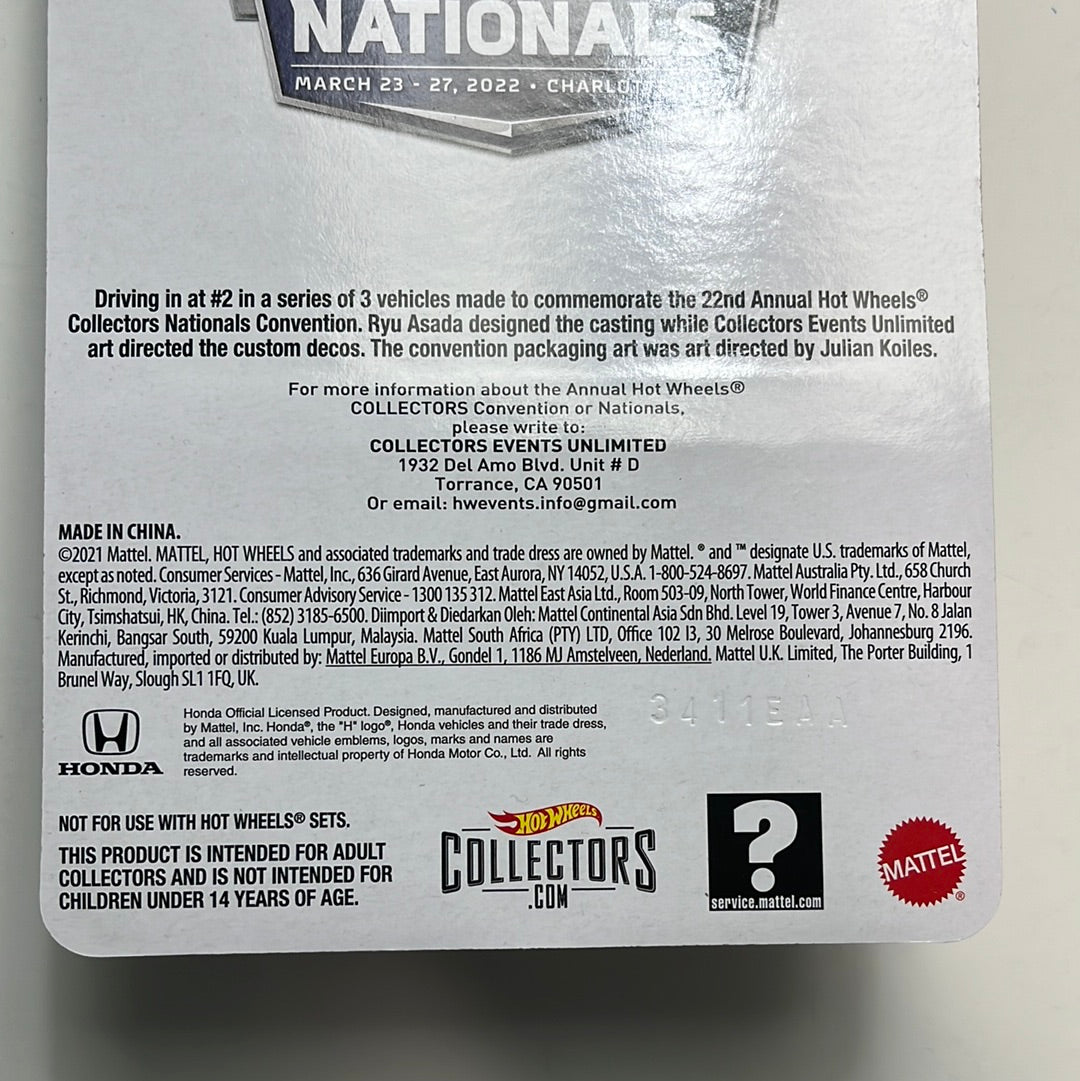 NATIONALS
MARCH 23 - 27, 2022 • CHARLOT
Driving in at #2 in a series of 3 vehicles made to commemorate the 22nd Annual Hot Wheels®
Collectors Nationals Convention. Ryu Asada designed the casting while Collectors Events Unlimited
art directed the custom decos. The convention packaging art was art directed by Julian Koiles.
For more information about the Annual Hot Wheels®
COLLECTORS Convention or Nationals,
please write to:
COLLECTORS EVENTS UNLIMITED
1932 Del Amo Blvd. Unit # D
Torrance, CA 90501
Or email: hwevents.info@gmail.com
MADE IN CHINA.
©2021 Mattel. MATTEL, HOT WHEELS and associated trademarks and trade dress are owned by Mattel. ® and ™ designate U.S. trademarks of Mattel,
except as noted. Consumer Services - Mattel, Inc., 636 Girard Avenue, East Aurora, NY 14052, U.S.A. 1-800-524-8697. Mattel Australia Pty. Ltd., 658 Church
St., Richmond, Victoria, 3121. Consumer Advisory Service - 1300 135 312. Mattel East Asia Ltd., Room 503-09, North Tower, World Finance Centre, Harbour
City, Tsimshatsui, HK, China. Tel.: (852) 3185-6500. Diimport & Diedarkan Oleh: Mattel Continental Asia Sdn Bhd. Level 19, Tower 3, Avenue 7, No. 8 Jalan
Kerinchi, Bangsar South, 59200 Kuala Lumpur, Malaysia. Mattel South Africa (PTY) LTD, Office 102 I3, 30 Melrose Boulevard, Johannesburg 2196.
Manufactured, imported or distributed by: Mattel Europa B.V., Gondel 1, 1186 MJ Amstelveen, Nederland. Mattel U.K. Limited, The Porter Building, 1
Brunel Way, Slough SL1 1FQ, UK.
3411EAA
Honda Official Licensed Product. Designed, manufactured and distributed
by Mattel, Inc. Honda®, the "H" logo®, Honda vehicles and their trade dress,
and all associated vehicle emblems, logos, marks and names are
trademarks and intellectual property of Honda Motor Co., Ltd. All rights
reserved.
HONDA
NOT FOR USE WITH HOT WHEELS® SETS.
THIS PRODUCT IS INTENDED FOR ADULT
COLLECTORS AND IS NOT INTENDED FOR
CHILDREN UNDER 14 YEARS OF AGE.
HOT WHEELS
COLLECTORS
.COM
?
service.mattel.com
MATTEL®